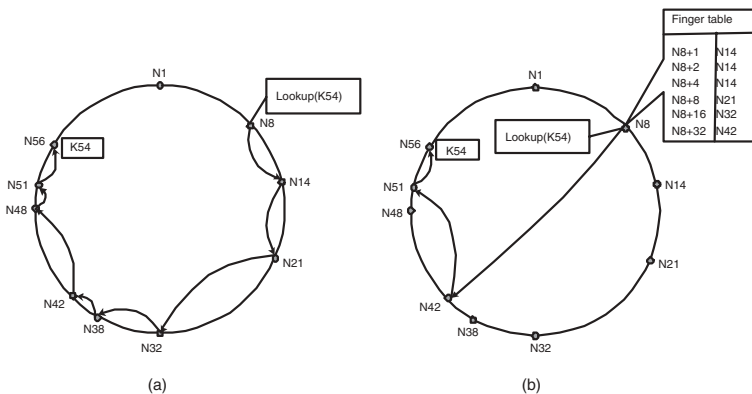 N1
Lookup(K54)
N8
N56
K54
N51
N48
N14
N21
N42
N38
N32
(a)
Finger table
N8+1 N14
N8+2 N14
N8+4 N14
N8+8 N21
N8+16 N32
N8+32 N42
N1
Lookup(K54)
N8
N56
K54
N51
N48
N14
N21
N42
N38
N32
(b)